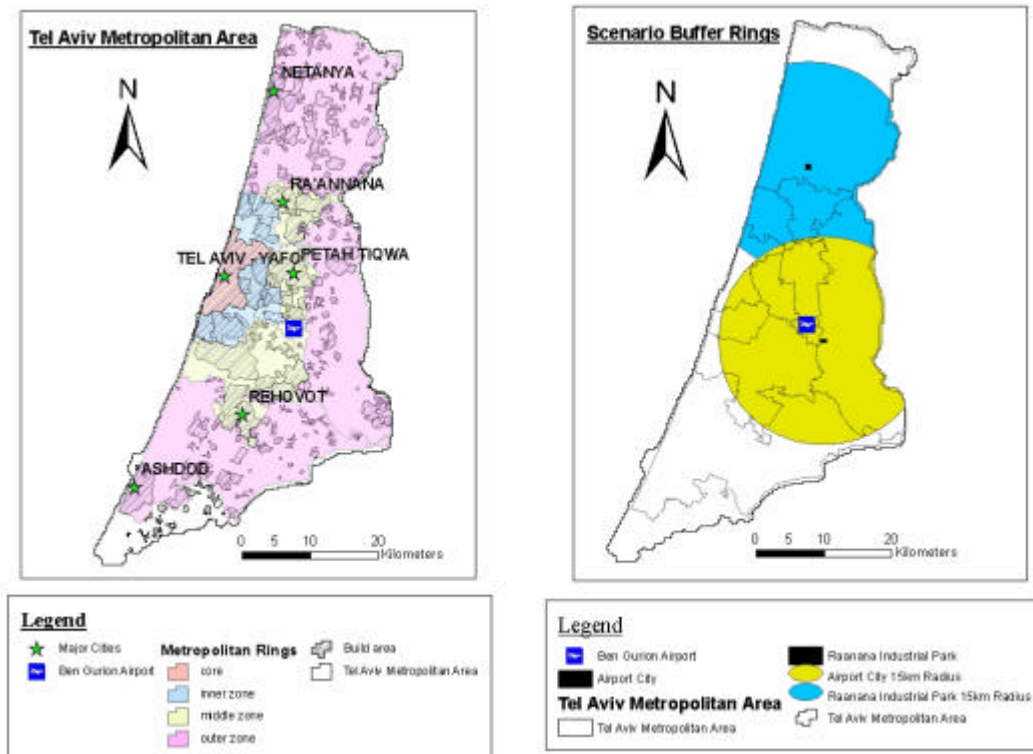 Tel Aviv Metropolitan Area
N
NETANYA
RA'ANNANA
TEL AVIV - YAFO
PETAH TIQWA
REHOVOT
ASHDOD
0 5 10 20
Kilometers
Legend
Major Cities
Ben Gurion Airport
Metropolitan Rings
core
inner zone
middle zone
outer zone
Build area
Tel Aviv Metropolitan Area
Scenario Buffer Rings
N
0 5 10 20
Kilometers
Legend
Ben Gurion Airport
Airport City
Tel Aviv Metropolitan Area
Tel Aviv Metropolitan Area
Raanana Industrial Park
Airport City 15km Radius
Raanana Industrial Park 15km Radius
Tel Aviv Metropolitan Area